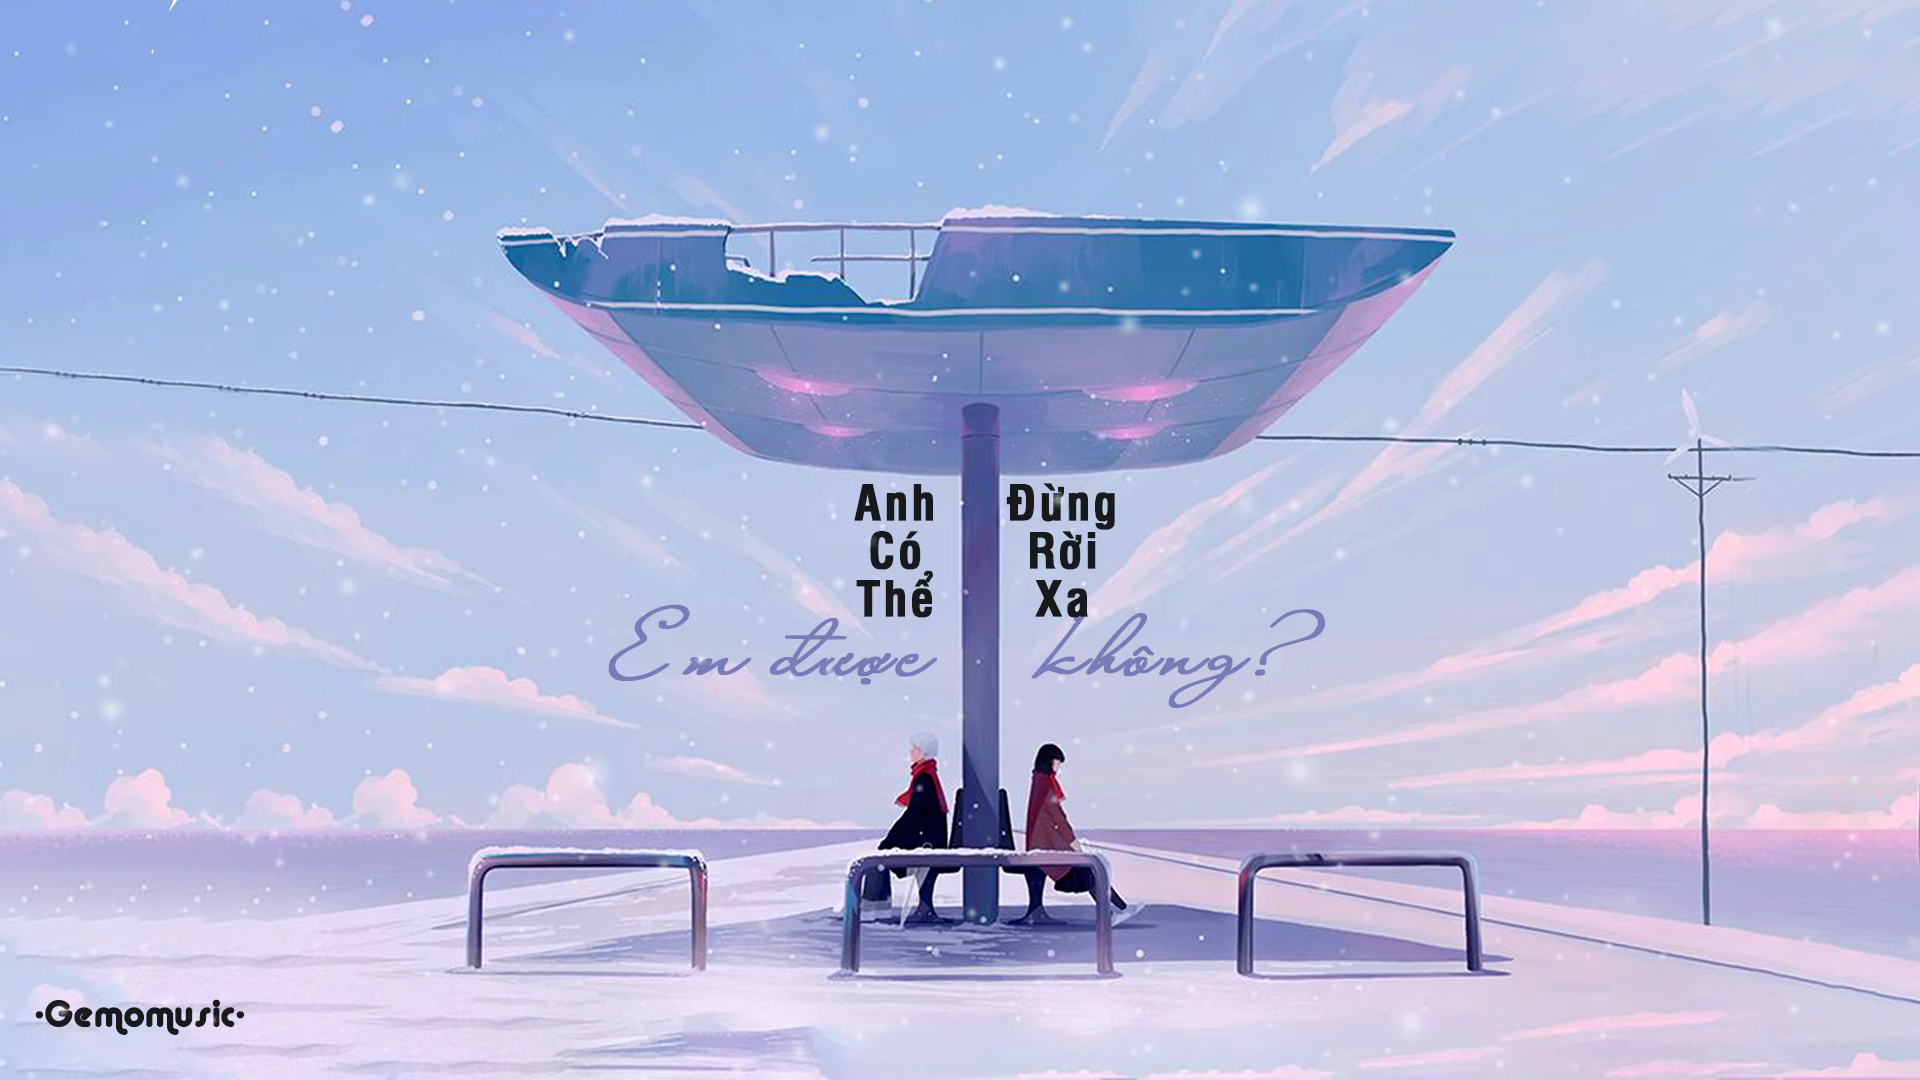 Anh Đừng
Có Rời
Thể Xa
Em được không?
•Gemomusic•